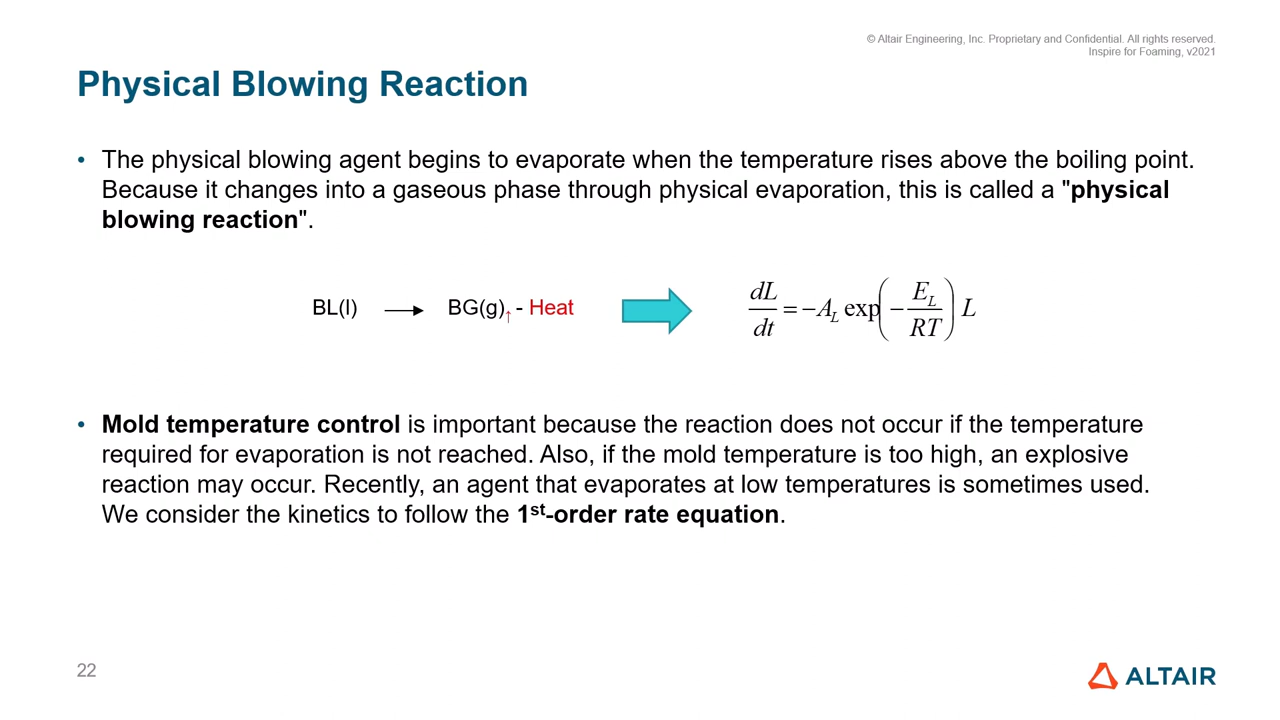 © Altair Engineering, Inc. Proprietary and Confidential. All rights reserved.
Inspire for Foaming, v2021
Physical Blowing Reaction
• The physical blowing agent begins to evaporate when the temperature rises above the boiling point.
Because it changes into a gaseous phase through physical evaporation, this is called a "physical
blowing reaction".
BL(l) → BG(g)↑ - Heat
dL/dt = −A_L exp(−E_L/RT) L
• Mold temperature control is important because the reaction does not occur if the temperature
required for evaporation is not reached. Also, if the mold temperature is too high, an explosive
reaction may occur. Recently, an agent that evaporates at low temperatures is sometimes used.
We consider the kinetics to follow the 1st-order rate equation.
22
ALTAIR